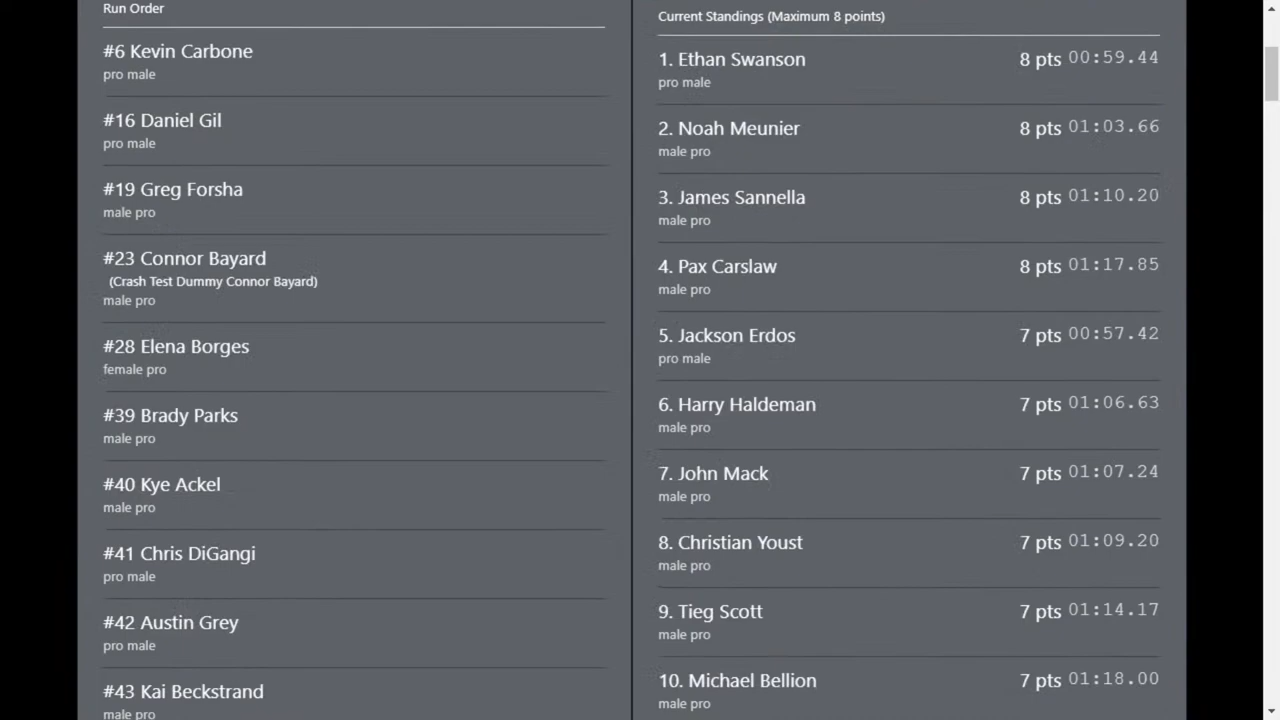 Run Order
#6 Kevin Carbone
pro male
#16 Daniel Gil
pro male
#19 Greg Forsha
male pro
#23 Connor Bayard
(Crash Test Dummy Connor Bayard)
male pro
#28 Elena Borges
female pro
#39 Brady Parks
male pro
#40 Kye Ackel
male pro
#41 Chris DiGangi
pro male
#42 Austin Grey
pro male
#43 Kai Beckstrand
male pro
Current Standings (Maximum 8 points)
1. Ethan Swanson 8 pts 00:59.44
pro male
2. Noah Meunier 8 pts 01:03.66
male pro
3. James Sannella 8 pts 01:10.20
male pro
4. Pax Carslaw 8 pts 01:17.85
male pro
5. Jackson Erdos 7 pts 00:57.42
pro male
6. Harry Haldeman 7 pts 01:06.63
male pro
7. John Mack 7 pts 01:07.24
male pro
8. Christian Youst 7 pts 01:09.20
male pro
9. Tieg Scott 7 pts 01:14.17
male pro
10. Michael Bellion 7 pts 01:18.00
male pro